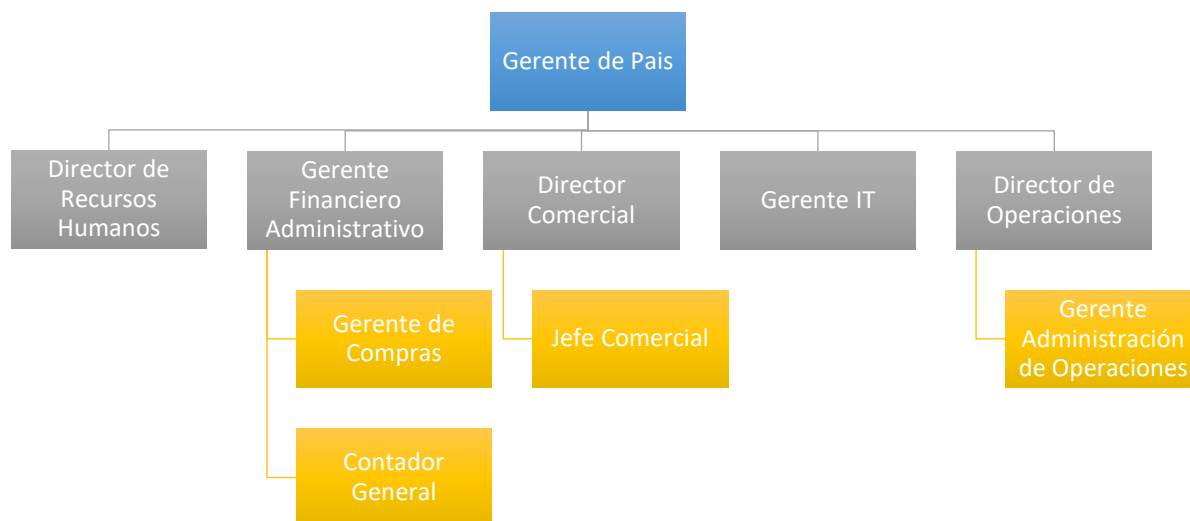 Gerente de Pais
Director de
Recursos
Humanos
Gerente
Financiero
Administrativo
Director
Comercial
Gerente IT
Director de
Operaciones
Gerente de
Compras
Jefe Comercial
Gerente
Administración
de Operaciones
Contador
General